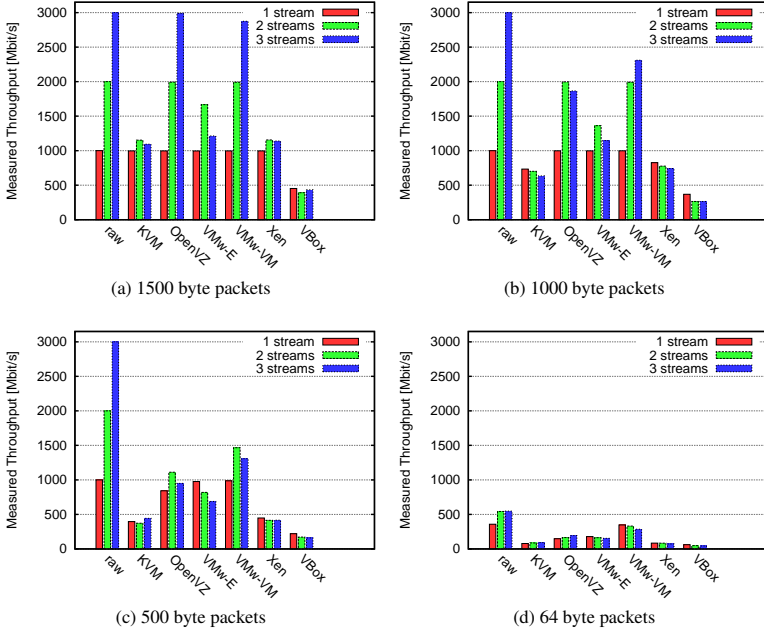 Measured Throughput [Mbit/s]
3000
2500
2000
1500
1000
500
0
1 stream
2 streams
3 streams
raw
KVM
OpenVZ
VMw-E
VMw-VM
Xen
VBox
(a) 1500 byte packets
Measured Throughput [Mbit/s]
3000
2500
2000
1500
1000
500
0
1 stream
2 streams
3 streams
raw
KVM
OpenVZ
VMw-E
VMw-VM
Xen
VBox
(b) 1000 byte packets
Measured Throughput [Mbit/s]
3000
2500
2000
1500
1000
500
0
1 stream
2 streams
3 streams
raw
KVM
OpenVZ
VMw-E
VMw-VM
Xen
VBox
(c) 500 byte packets
Measured Throughput [Mbit/s]
3000
2500
2000
1500
1000
500
0
1 stream
2 streams
3 streams
raw
KVM
OpenVZ
VMw-E
VMw-VM
Xen
VBox
(d) 64 byte packets